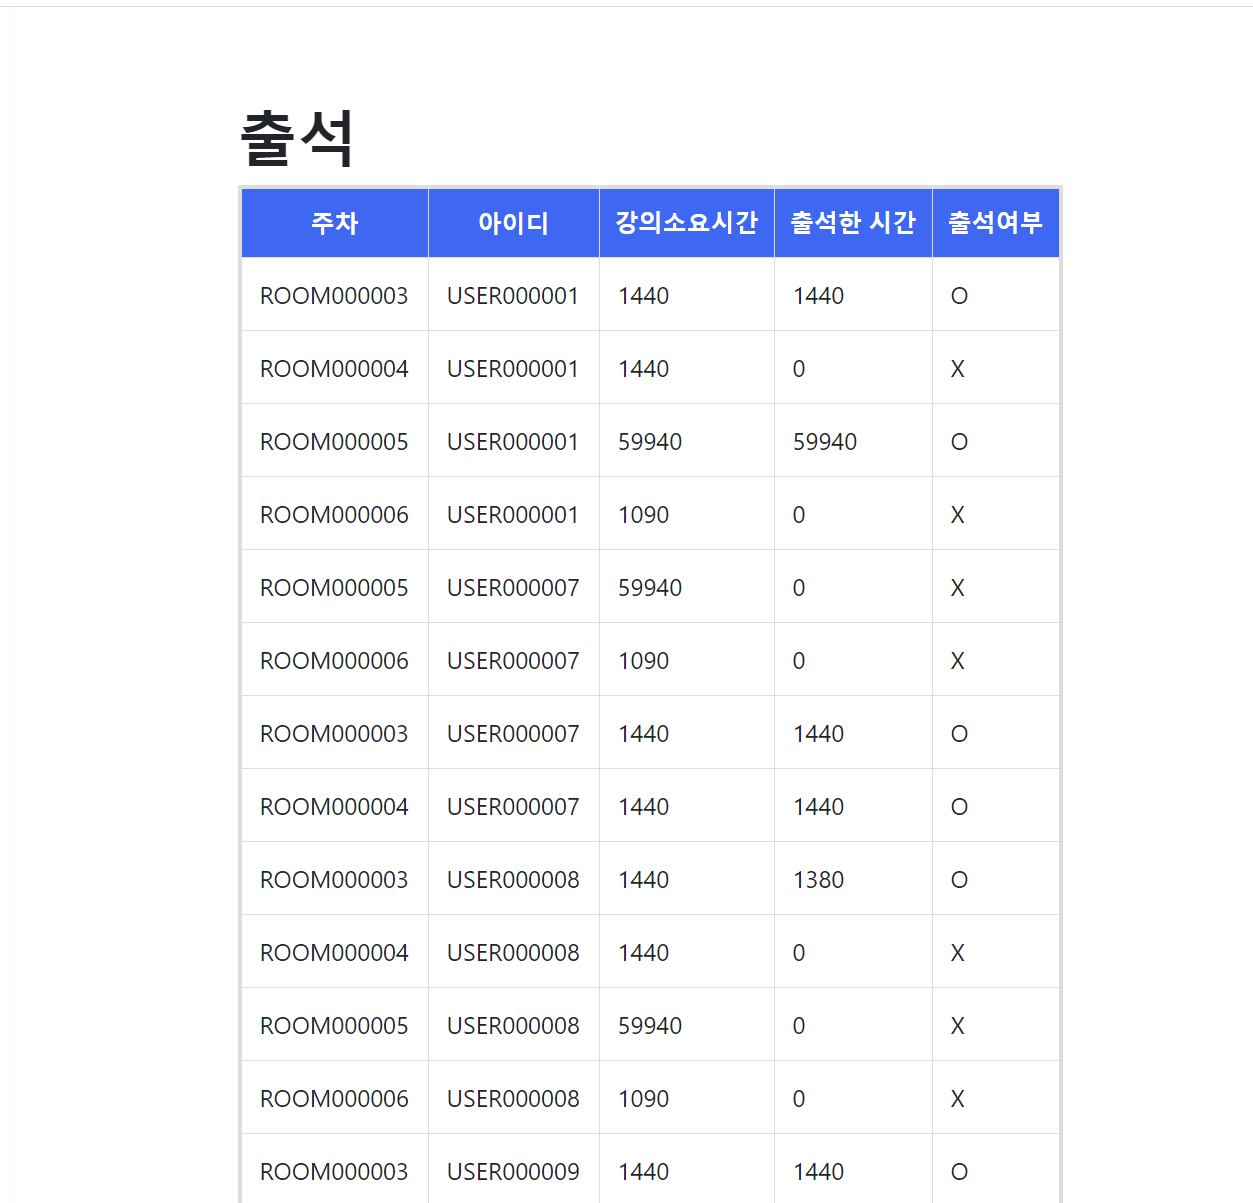 출석
주차 아이디 강의소요시간 출석한 시간 출석여부
ROOM000003 USER000001 1440 1440 O
ROOM000004 USER000001 1440 0 X
ROOM000005 USER000001 59940 59940 O
ROOM000006 USER000001 1090 0 X
ROOM000005 USER000007 59940 0 X
ROOM000006 USER000007 1090 0 X
ROOM000003 USER000007 1440 1440 O
ROOM000004 USER000007 1440 1440 O
ROOM000003 USER000008 1440 1380 O
ROOM000004 USER000008 1440 0 X
ROOM000005 USER000008 59940 0 X
ROOM000006 USER000008 1090 0 X
ROOM000003 USER000009 1440 1440 O